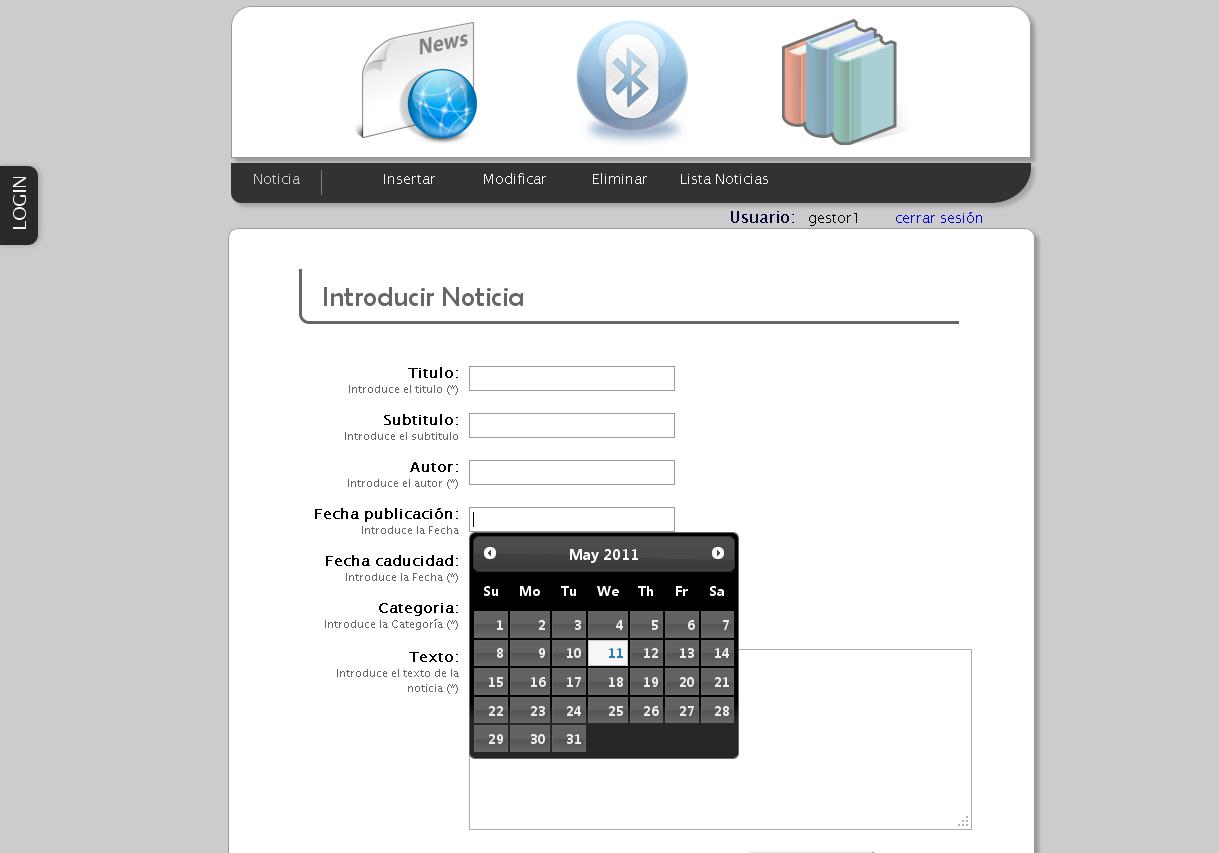 News
LOGIN
Noticia Insertar Modificar Eliminar Lista Noticias
Usuario: gestor1 cerrar sesión
Introducir Noticia
Titulo:
Introduce el titulo (*)
Subtitulo:
Introduce el subtitulo
Autor:
Introduce el autor (*)
Fecha publicación:
Introduce la Fecha
Fecha caducidad:
Introduce la Fecha (*)
Categoria:
Introduce la Categoría (*)
Texto:
Introduce el texto de la
noticia (*)
May 2011
Su Mo Tu We Th Fr Sa
1 2 3 4 5 6 7
8 9 10 11 12 13 14
15 16 17 18 19 20 21
22 23 24 25 26 27 28
29 30 31